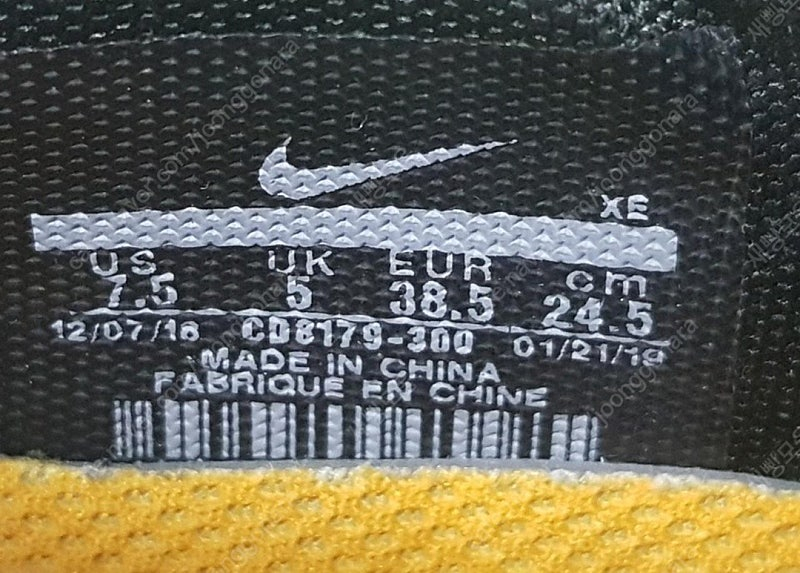 XE
US UK EUR cm
7.5 5 38.5 24.5
12/07/18 CD8179-300 01/21/19
MADE IN CHINA
FABRIQUE EN CHINE